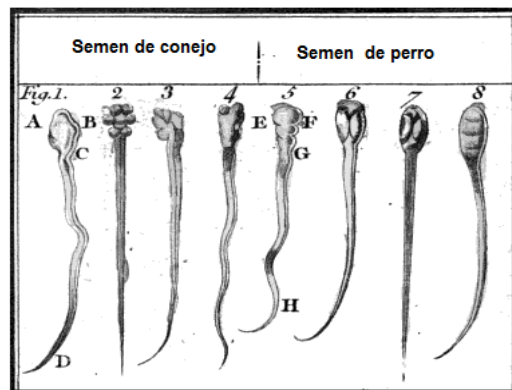 Semen de conejo Semen de perro
Fig.1. 2 3 4 5 6 7 8
A B E F
C G
H
D